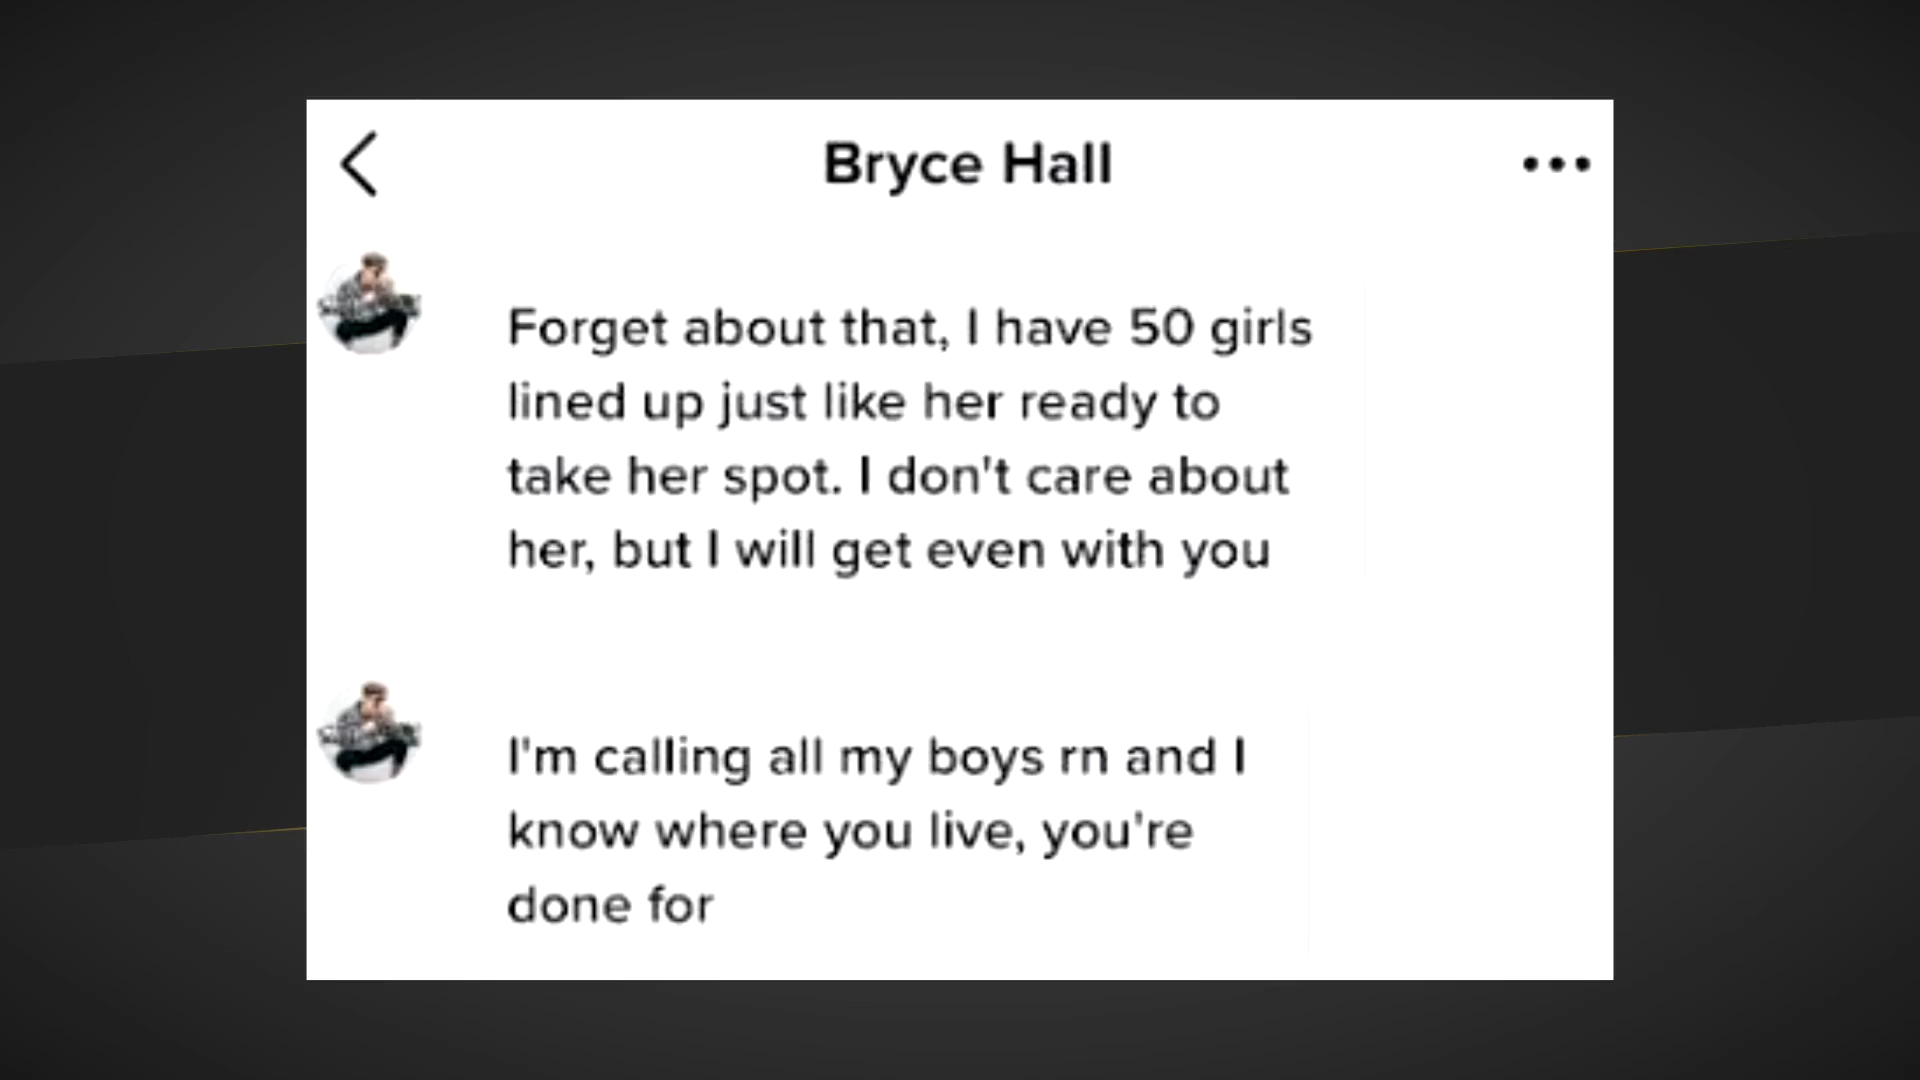 Bryce Hall
Forget about that, I have 50 girls
lined up just like her ready to
take her spot. I don't care about
her, but I will get even with you
I'm calling all my boys rn and I
know where you live, you're
done for